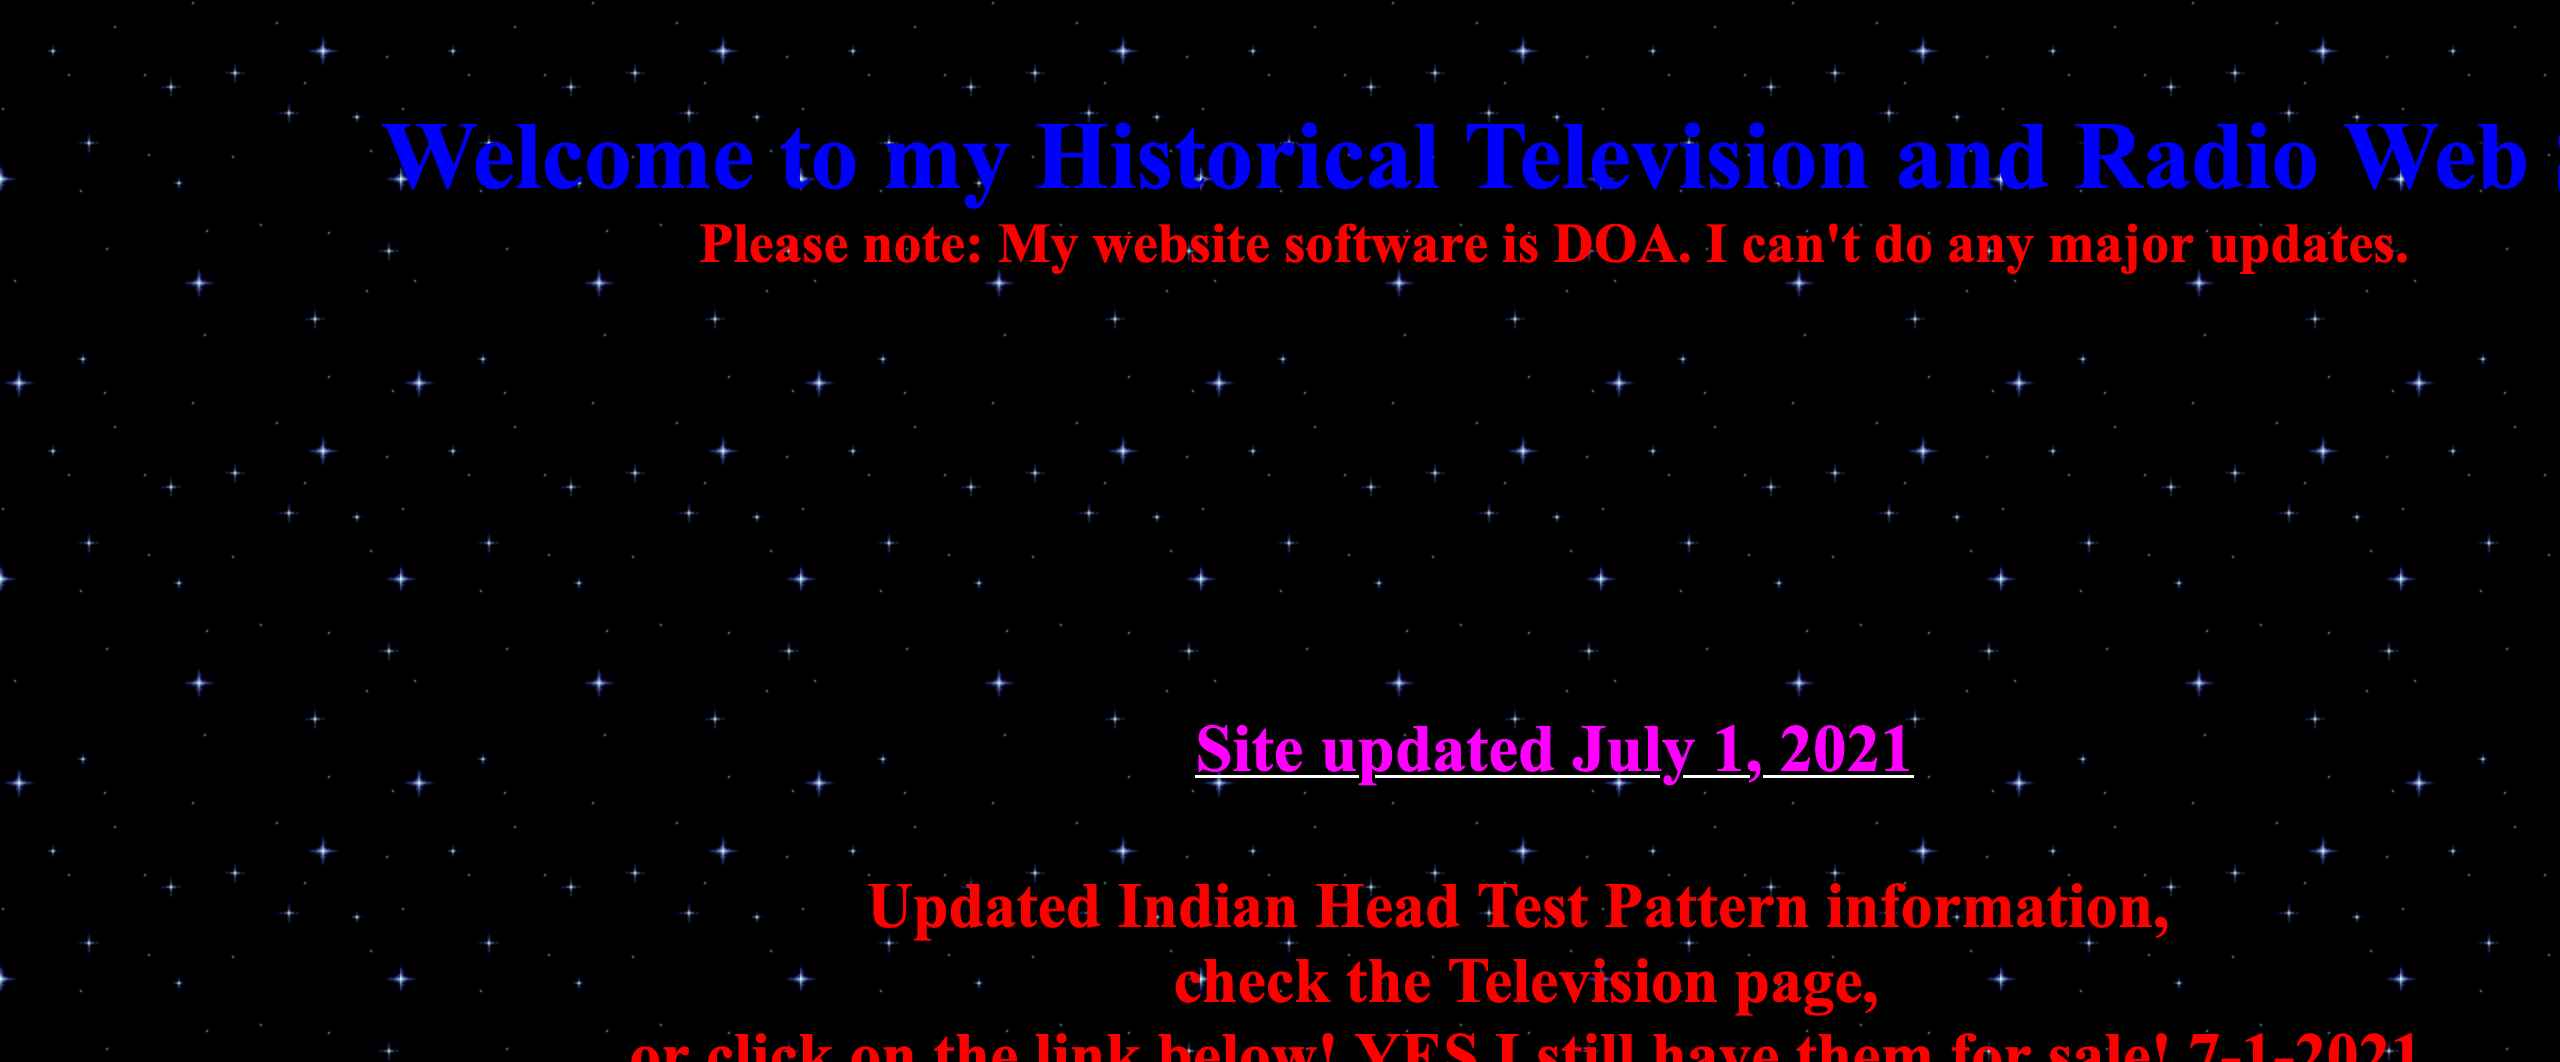 Welcome to my Historical Television and Radio Web
Please note: My website software is DOA. I can't do any major updates.
Site updated July 1, 2021
Updated Indian Head Test Pattern information,
check the Television page,
or click on the link below! YES I still have them for sale! 7-1-2021